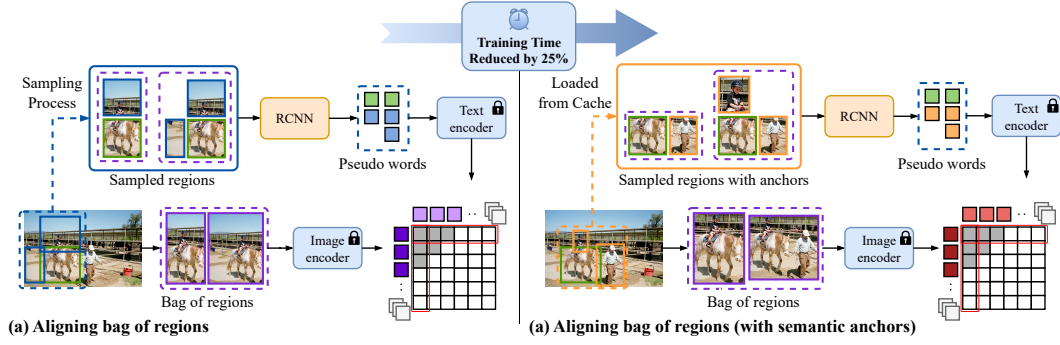 Training Time
Reduced by 25%
Sampling
Process
RCNN
Text
encoder
Pseudo words
Sampled regions
Image
encoder
Bag of regions
(a) Aligning bag of regions
Loaded
from Cache
RCNN
Text
encoder
Pseudo words
Sampled regions with anchors
Image
encoder
Bag of regions
(a) Aligning bag of regions (with semantic anchors)